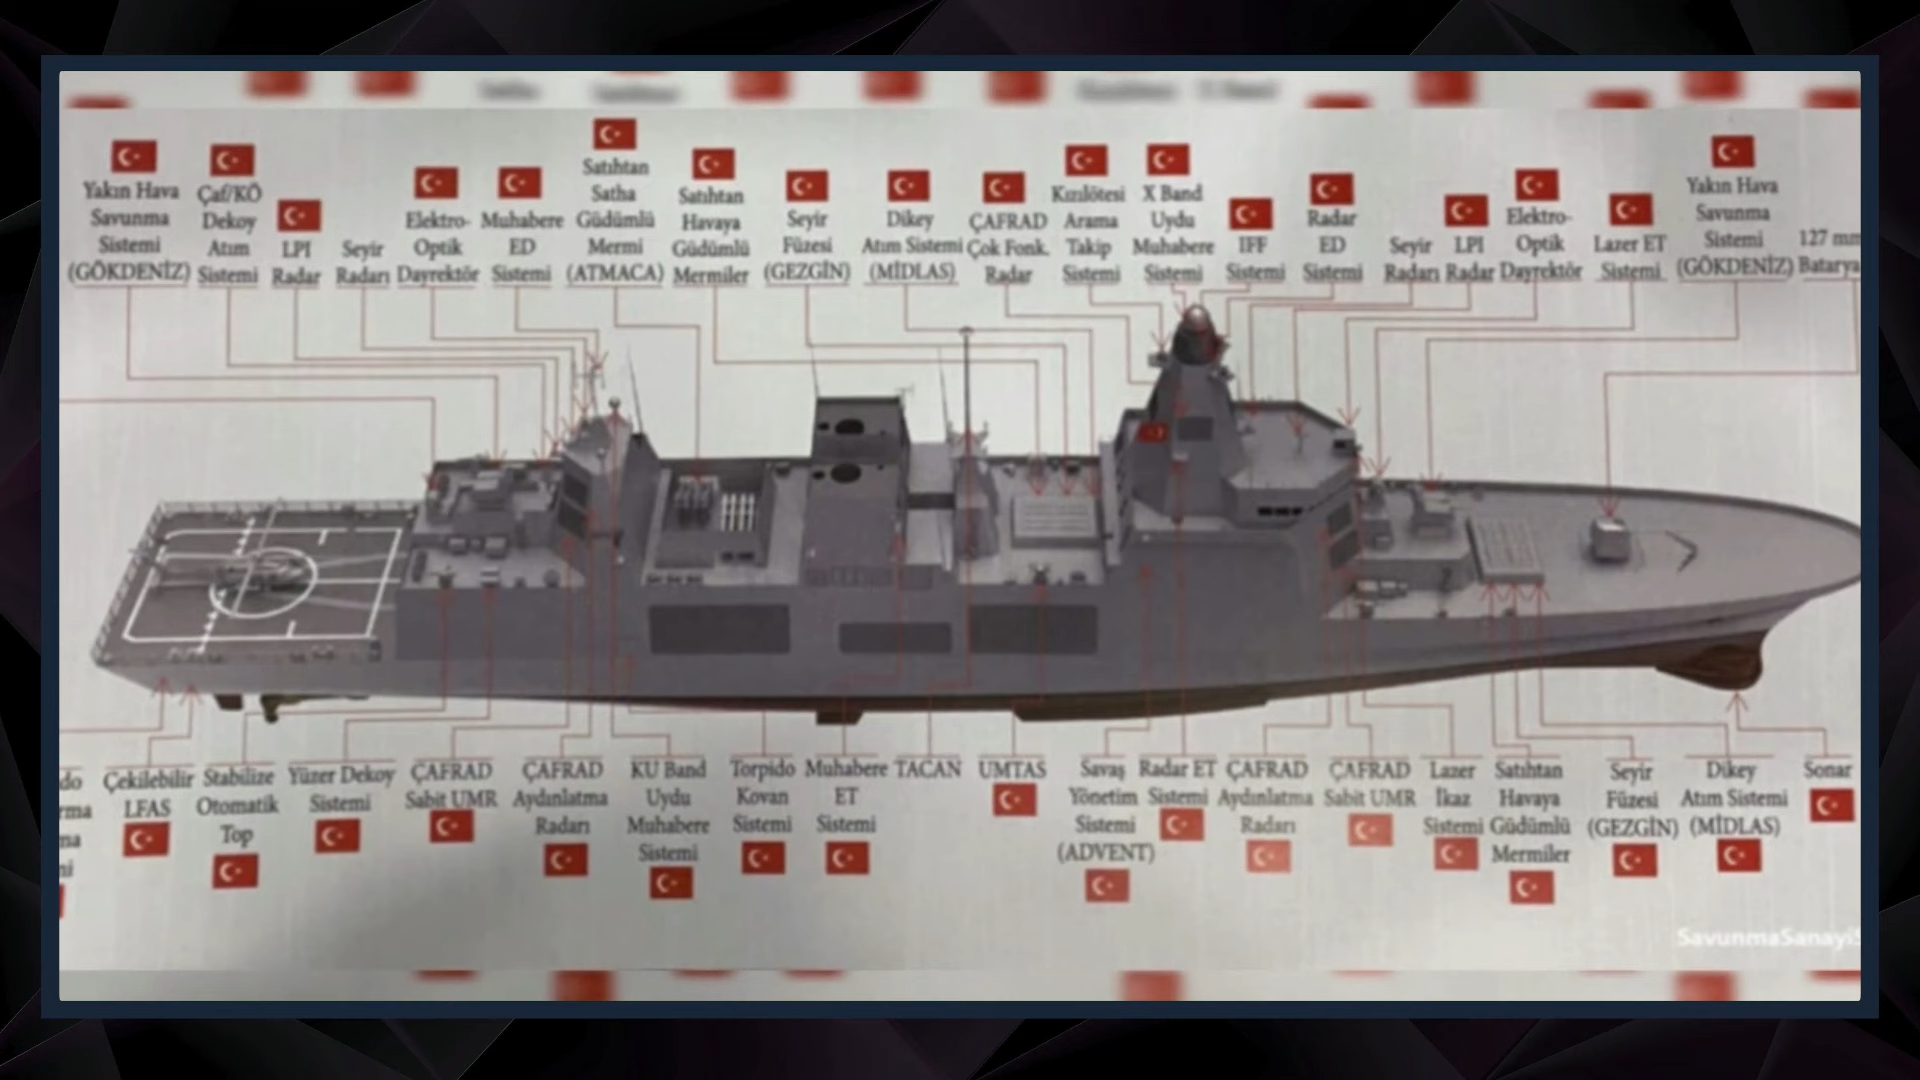 Yakın Hava
Savunma
Sistemi
(GÖKDENİZ)
Çaf/KÖ
Dekoy
Atım
Sistemi
LPI
Radar
Seyir
Radarı
Elektro-
Optik
Dayrektör
Muhabere
ED
Sistemi
Satıhtan
Satha
Güdümlü
Mermi
(ATMACA)
Satıhtan
Havaya
Güdümlü
Mermiler
Seyir
Füzesi
(GEZGİN)
Dikey
Atım Sistemi
(MİDLAS)
ÇAFRAD
Çok Fonk.
Radar
Kızılötesi
Arama
Takip
Sistemi
X Band
Uydu
Muhabere
Sistemi
IFF
Sistemi
Radar
ED
Sistemi
Seyir
Radarı
LPI
Radar
Elektro-
Optik
Dayrektör
Lazer ET
Sistemi
Yakın Hava
Savunma
Sistemi
(GÖKDENİZ)
127 mm
Batarya
do
rma
na
ni
Çekilebilir
LFAS
Stabilize
Otomatik
Top
Yüzer Dekoy
Sistemi
ÇAFRAD
Sabit UMR
ÇAFRAD
Aydınlatma
Radarı
KU Band
Uydu
Muhabere
Sistemi
Torpido
Kovan
Sistemi
Muhabere
ET
Sistemi
TACAN
UMTAS
Savaş
Yönetim
Sistemi
(ADVENT)
Radar ET
Sistemi
ÇAFRAD
Aydınlatma
Radarı
ÇAFRAD
Sabit UMR
Lazer
İkaz
Sistemi
Satıhtan
Havaya
Güdümlü
Mermiler
Seyir
Füzesi
(GEZGİN)
Dikey
Atım Sistemi
(MİDLAS)
Sonar
SavunmaSanayiS